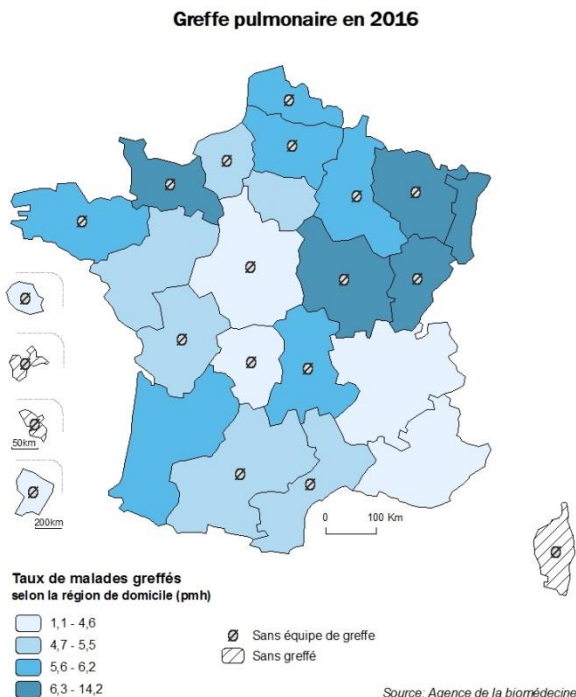 Greffe pulmonaire en 2016
50km
200km
0 100 Km
Taux de malades greffés
selon la région de domicile (pmh)
1,1 - 4,6
4,7 - 5,5
5,6 - 6,2
6,3 - 14,2
Sans équipe de greffe
Sans greffé
Source: Agence de la biomédecine